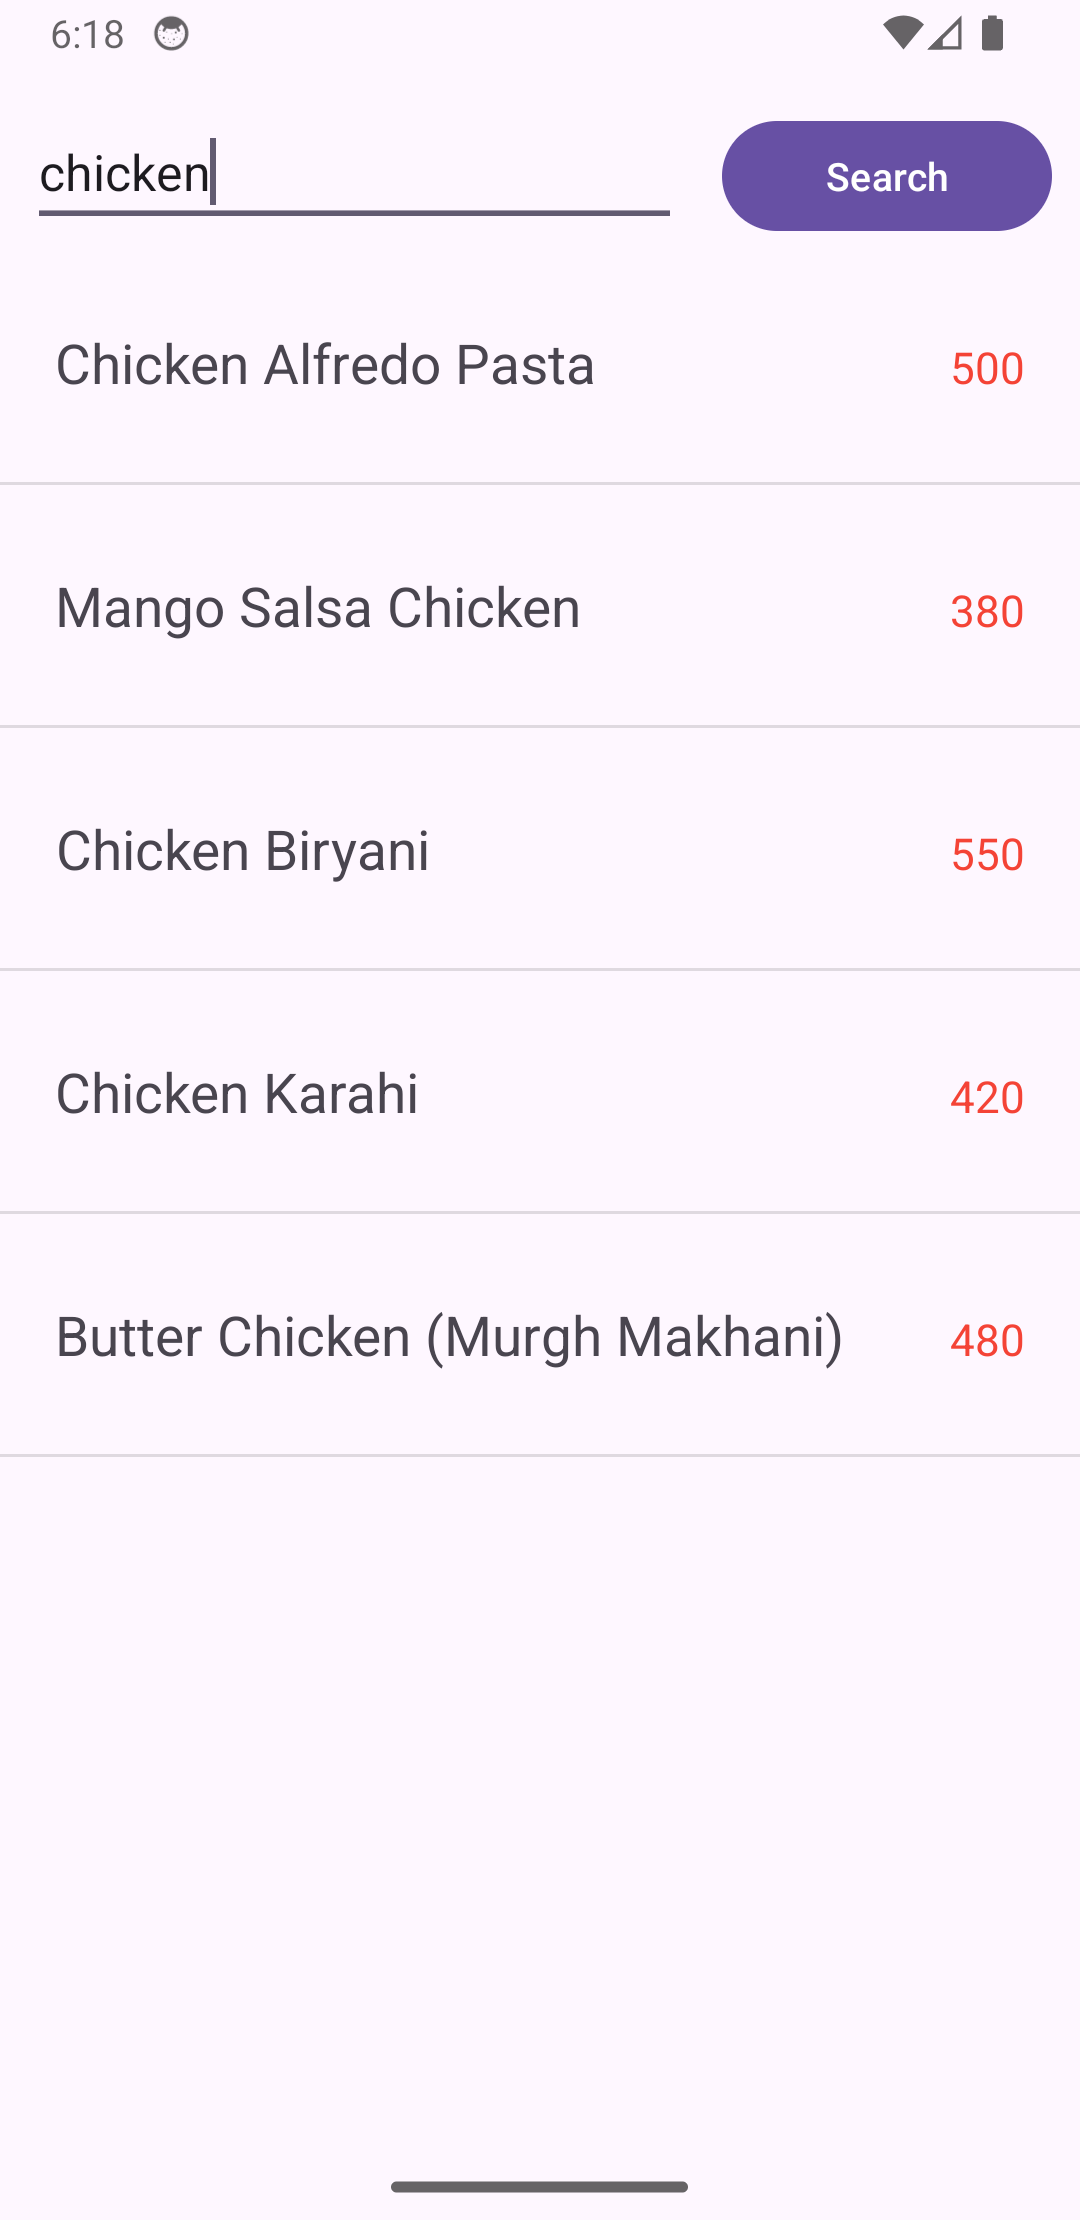 6:18
chicken
Search
Chicken Alfredo Pasta 500
Mango Salsa Chicken 380
Chicken Biryani 550
Chicken Karahi 420
Butter Chicken (Murgh Makhani) 480